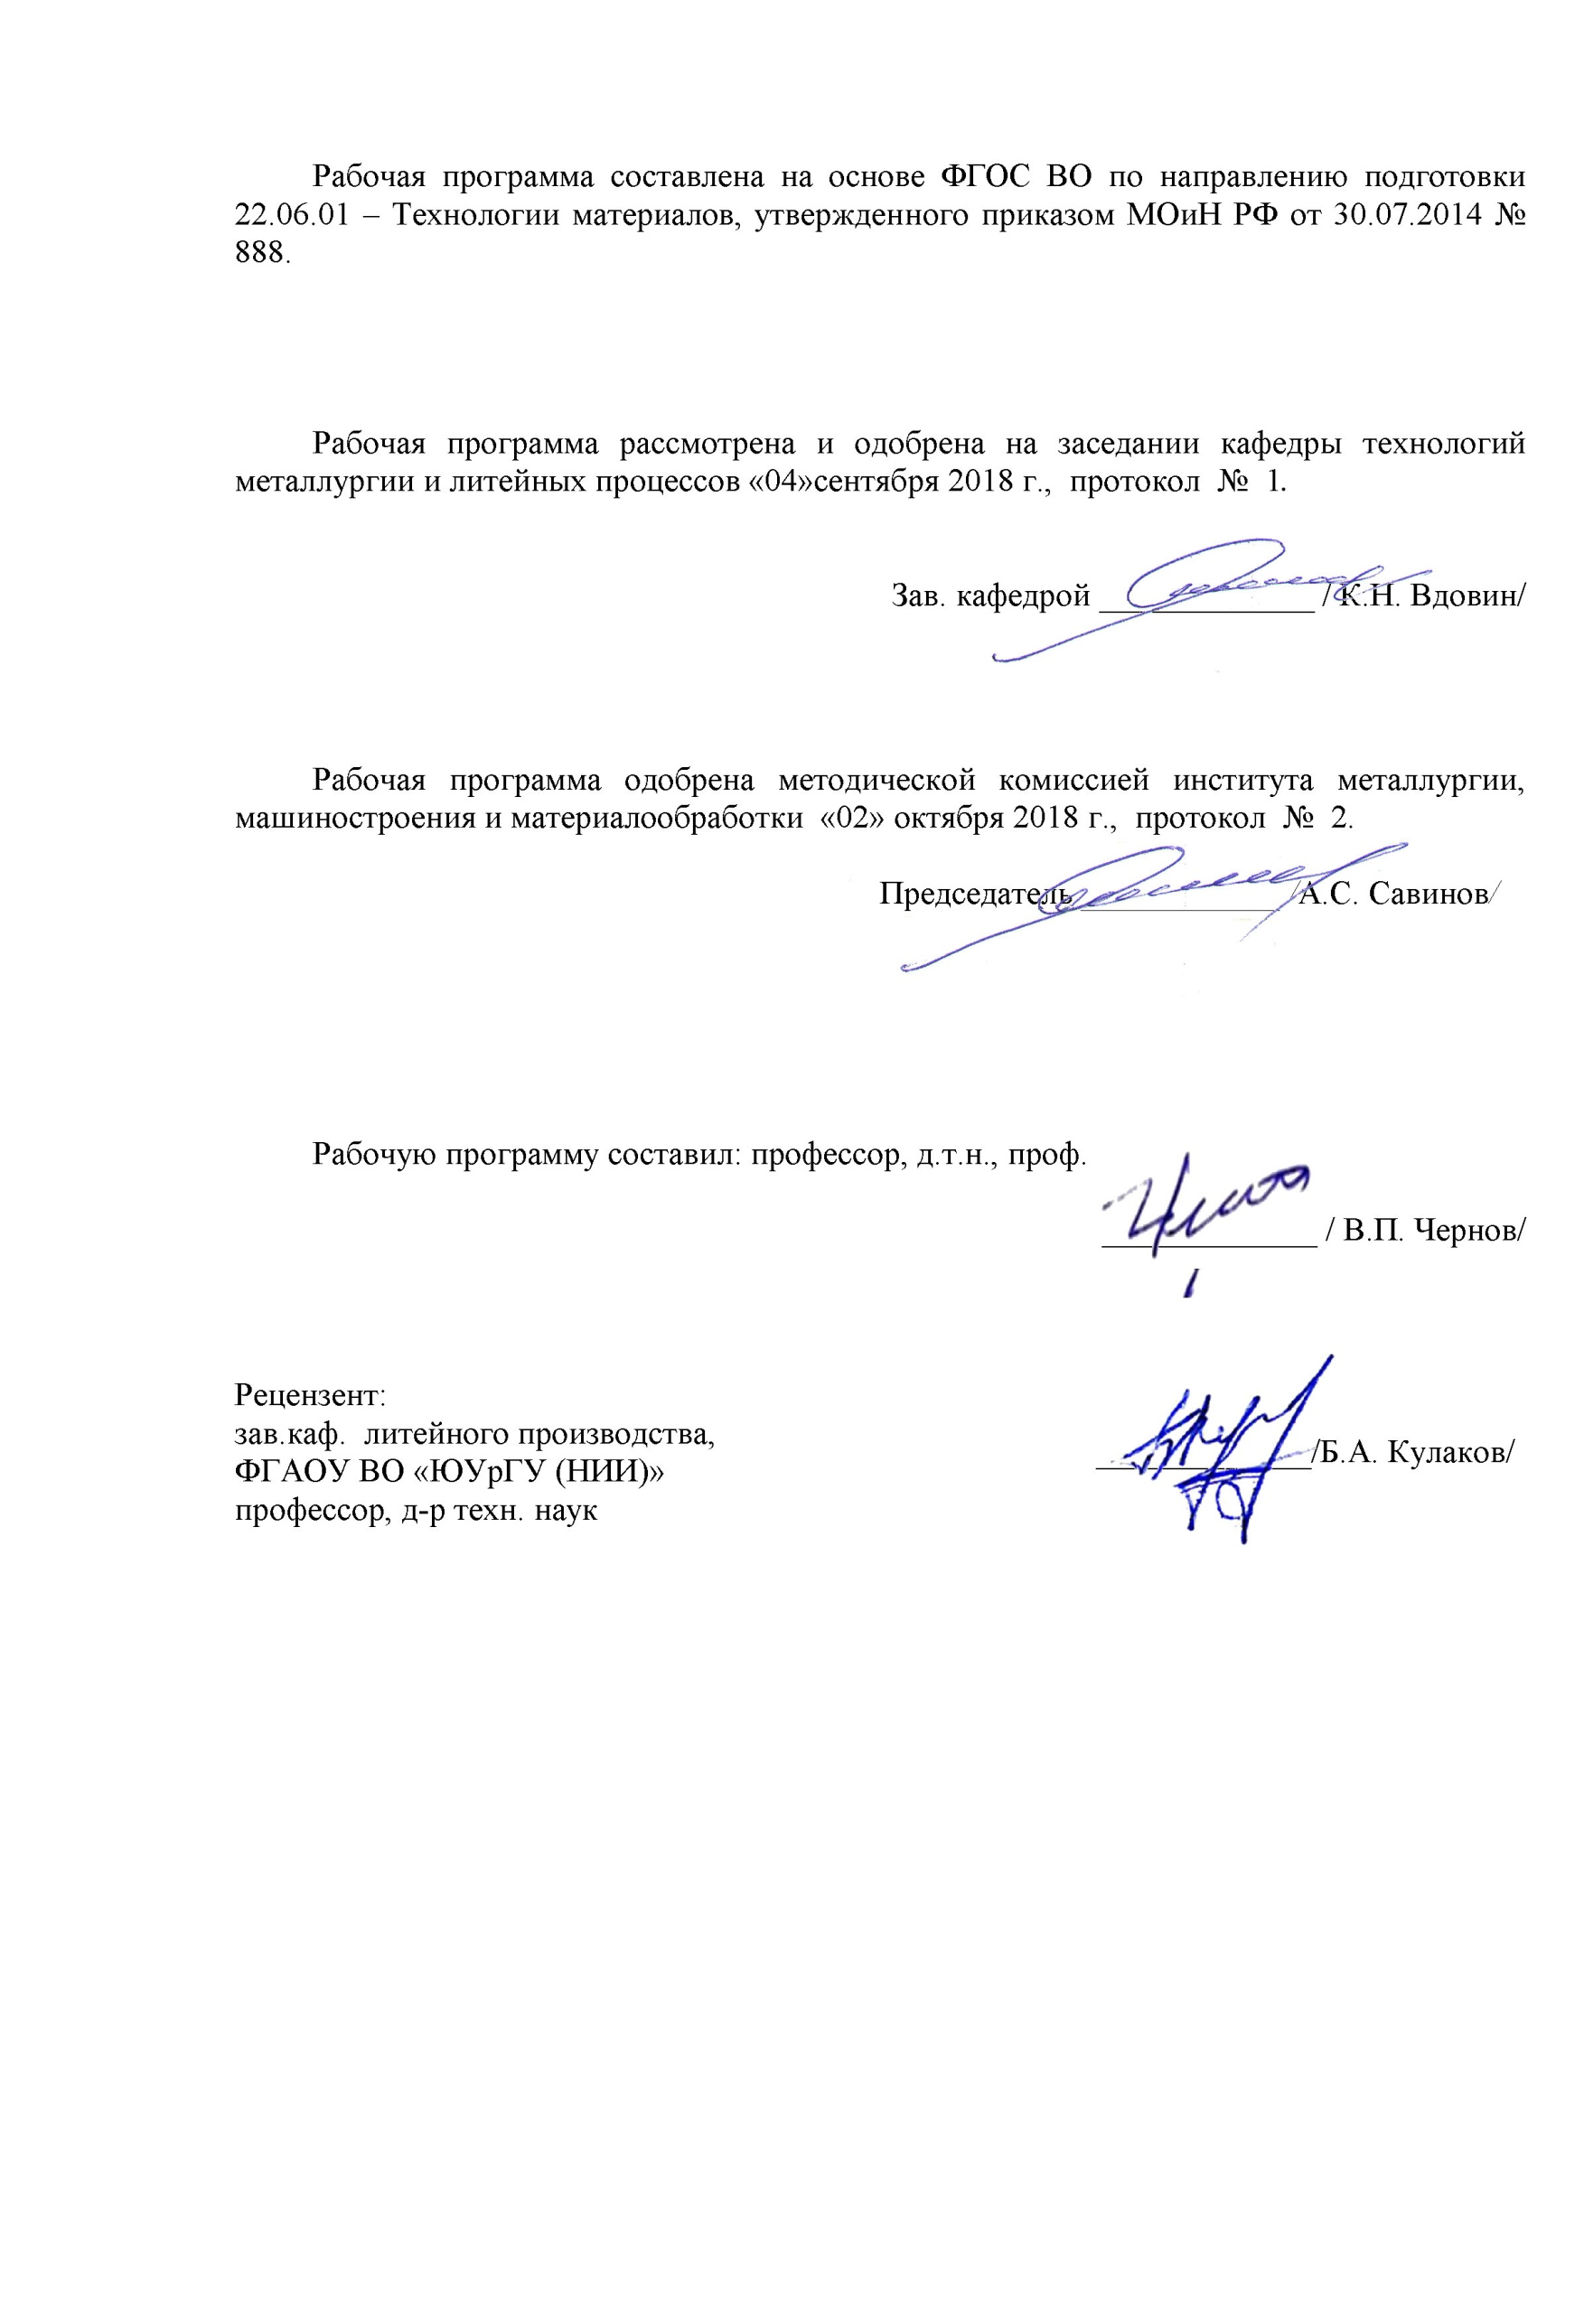 Рабочая программа составлена на основе ФГОС ВО по направлению подготовки
22.06.01 – Технологии материалов, утвержденного приказом МОиН РФ от 30.07.2014 №
888.
Рабочая программа рассмотрена и одобрена на заседании кафедры технологий
металлургии и литейных процессов «04»сентября 2018 г., протокол № 1.
Зав. кафедрой _____________ / К.Н. Вдовин/
Рабочая программа одобрена методической комиссией института металлургии,
машиностроения и материалообработки «02» октября 2018 г., протокол № 2.
Председатель ____________ /А.С. Савинов/
Рабочую программу составил: профессор, д.т.н., проф.
_____________ / В.П. Чернов/
Рецензент:
зав.каф. литейного производства,
ФГАОУ ВО «ЮУрГУ (НИИ)» _____________/Б.А. Кулаков/
профессор, д-р техн. наук